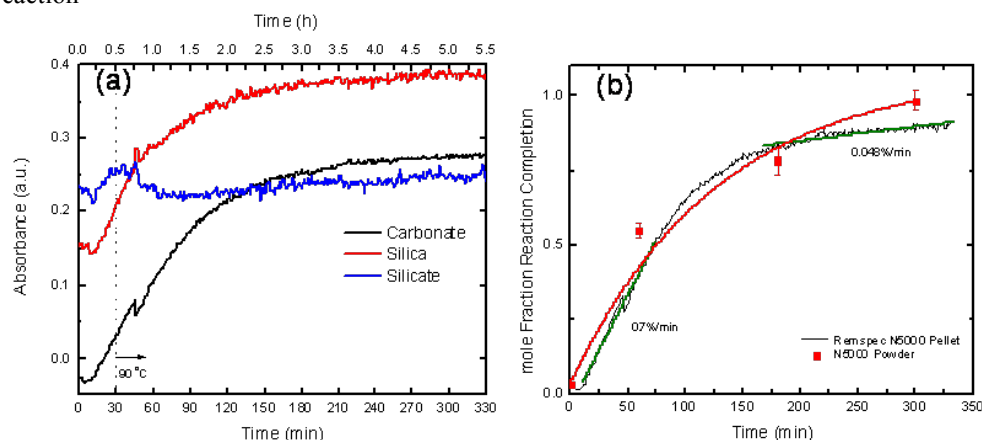 eaction
Time (h)
0.0 0.5 1.0 1.5 2.0 2.5 3.0 3.5 4.0 4.5 5.0 5.5
(a)
0.4
0.3
0.2
0.1
0.0
Absorbance (a.u.)
Carbonate
Silica
Silicate
90 °C
0 30 60 90 120 150 180 210 240 270 300 330
Time (min)
(b)
1.0
0.5
0.0
mole Fraction Reaction Completion
0.048%/min
07%/min
Remspec N5000 Pellet
N5000 Powder
0 50 100 150 200 250 300 350
Time (min)